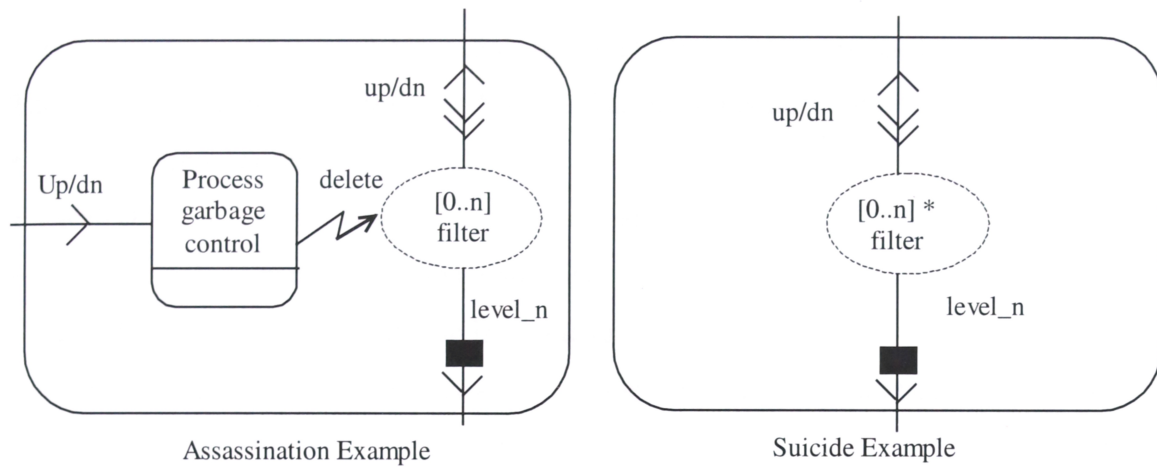 up/dn
Up/dn
Process
garbage
control
delete
[0..n]
filter
level_n
Assassination Example
up/dn
[0..n] *
filter
level_n
Suicide Example